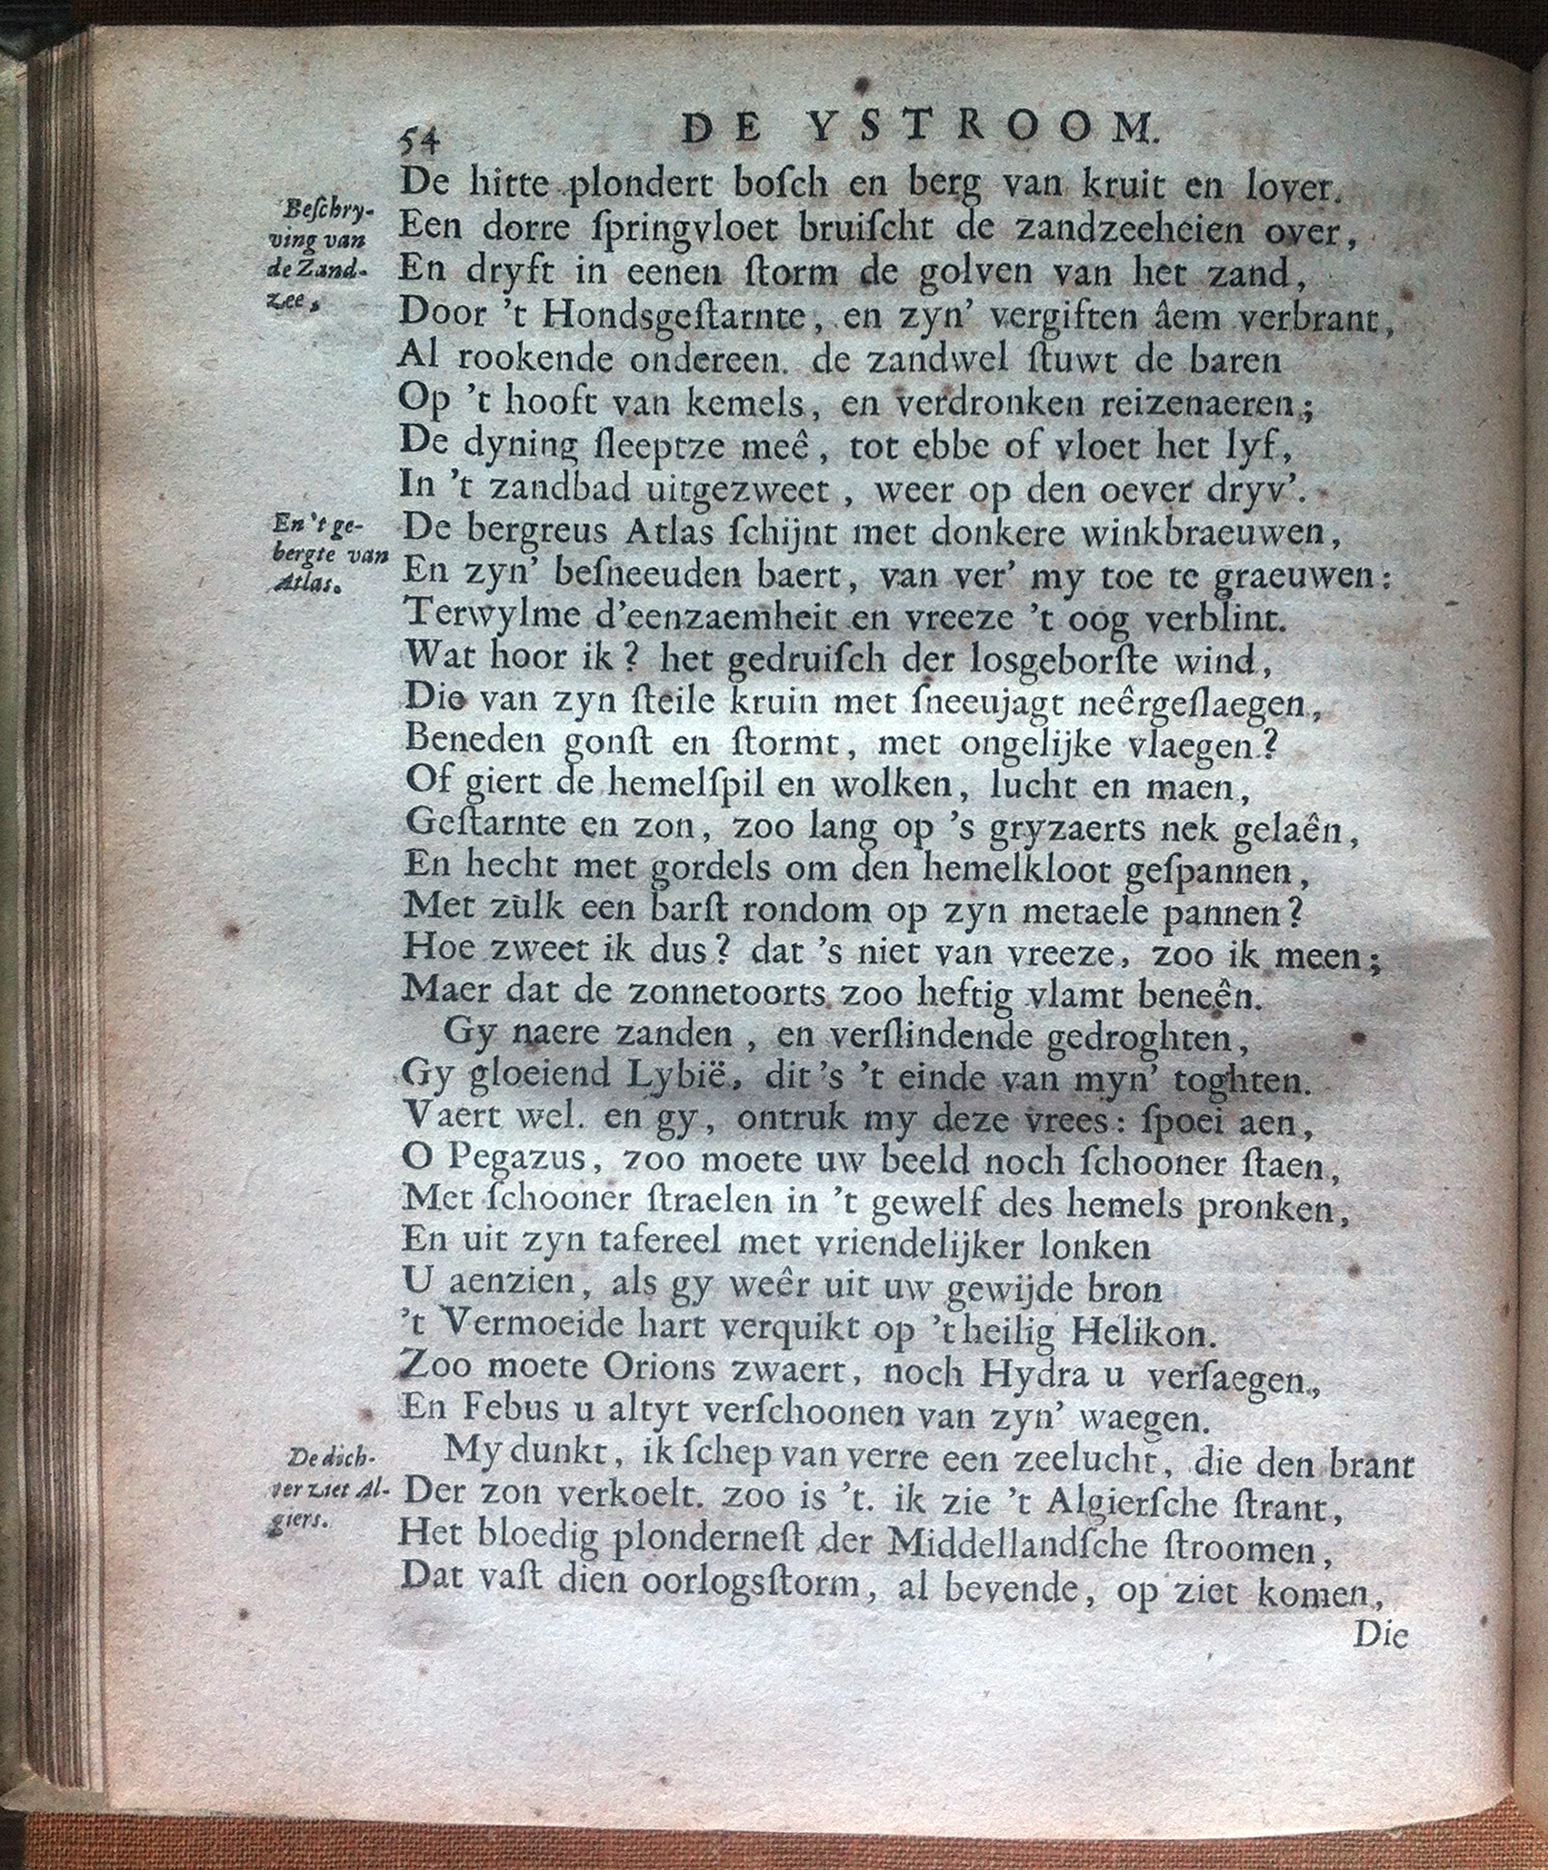 54 DE YSTROOM.
De hitte plondert boſch en berg van kruit en lover.
Beſchry-
Een dorre ſpringvloet bruiſcht de zandzeeheien over,
ving van
de Zand-
En dryft in eenen ſtorm de golven van het zand,
zee,
Door 't Hondsgeſtarnte, en zyn' vergiften âem verbrant,
Al rookende ondereen. de zandwel ſtuwt de baren
Op 't hooft van kemels, en verdronken reizenaeren;
De dyning ſleeptze meê, tot ebbe of vloet het lyf,
In 't zandbad uitgezweet, weer op den oever dryv'.
En 't ge-
De bergreus Atlas ſchijnt met donkere winkbraeuwen,
bergte van
En zyn' beſneeuden baert, van ver' my toe te graeuwen:
Atlas.
Terwylme d'eenzaemheit en vreeze 't oog verblint.
Wat hoor ik? het gedruiſch der losgeborſte wind,
Die van zyn ſteile kruin met ſneeujagt neêrgeſlaegen,
Beneden gonſt en ſtormt, met ongelijke vlaegen?
Of giert de hemelſpil en wolken, lucht en maen,
Geſtarnte en zon, zoo lang op 's gryzaerts nek gelaên,
En hecht met gordels om den hemelkloot geſpannen,
Met zulk een barſt rondom op zyn metaele pannen?
Hoe zweet ik dus? dat 's niet van vreeze, zoo ik meen;
Maer dat de zonnetoorts zoo heftig vlamt beneên.
Gy naere zanden, en verſlindende gedroghten,
Gy gloeiend Lybië, dit 's 't einde van myn' toghten.
Vaert wel. en gy, ontruk my deze vrees: ſpoei aen,
O Pegazus, zoo moete uw beeld noch ſchooner ſtaen,
Met ſchooner ſtraelen in 't gewelf des hemels pronken,
En uit zyn tafereel met vriendelijker lonken
U aenzien, als gy weêr uit uw gewijde bron
't Vermoeide hart verquikt op 't heilig Helikon.
Zoo moete Orions zwaert, noch Hydra u verſaegen,
En Febus u altyt verſchoonen van zyn' waegen.
My dunkt, ik ſchep van verre een zeelucht, die den brant
De dich-
ter ziet Al-
Der zon verkoelt. zoo is 't. ik zie 't Algierſche ſtrant,
giers.
Het bloedig plonderneſt der Middellandſche ſtroomen,
Dat vaſt dien oorlogsſtorm, al bevende, op ziet komen,
Die